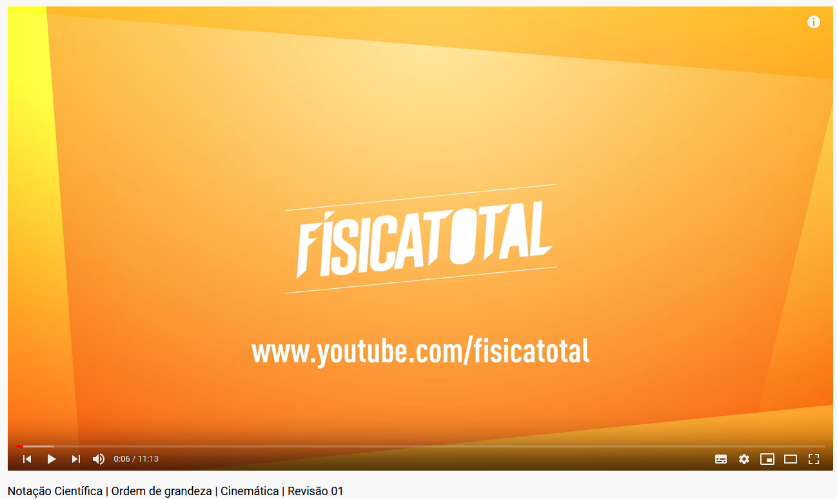 FÍSICATOTAL
www.youtube.com/fisicatotal
0:06 / 11:13
Notação Científica | Ordem de grandeza | Cinemática | Revisão 01